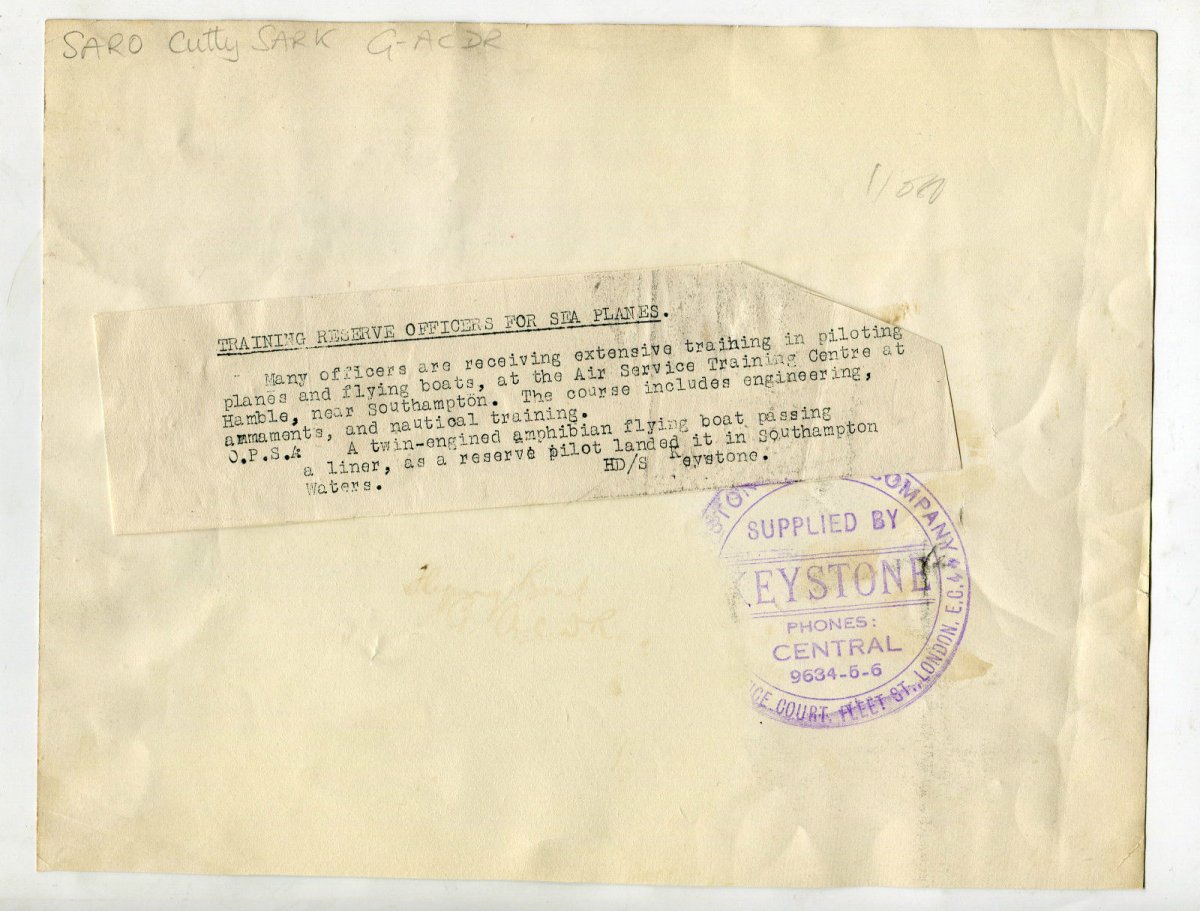 SARO Cutty SARK G-ACDR
TRAINING RESERVE OFFICERS FOR SEA PLANES.
Many officers are receiving extensive training in piloting
planes and flying boats, at the Air Service Training Centre at
Hamble, near Southampton. The course includes engineering,
ammaments, and nautical training.
O.P.S.A A twin-engined amphibian flying boat passing
a liner, as a reserve pilot landed it in Southampton
Waters. HD/S Keystone.
COMPANY
SUPPLIED BY
KEYSTONE
PHONES:
CENTRAL
9634-5-6
COURT, FLEET ST., LONDON, E.C.4